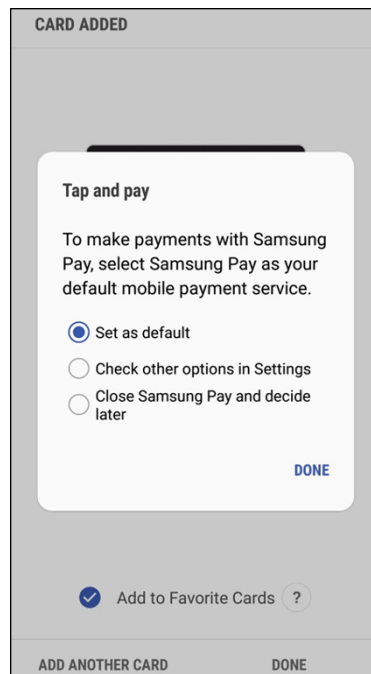 CARD ADDED
Tap and pay
To make payments with Samsung
Pay, select Samsung Pay as your
default mobile payment service.
Set as default
Check other options in Settings
Close Samsung Pay and decide
later
DONE
Add to Favorite Cards ?
ADD ANOTHER CARD DONE